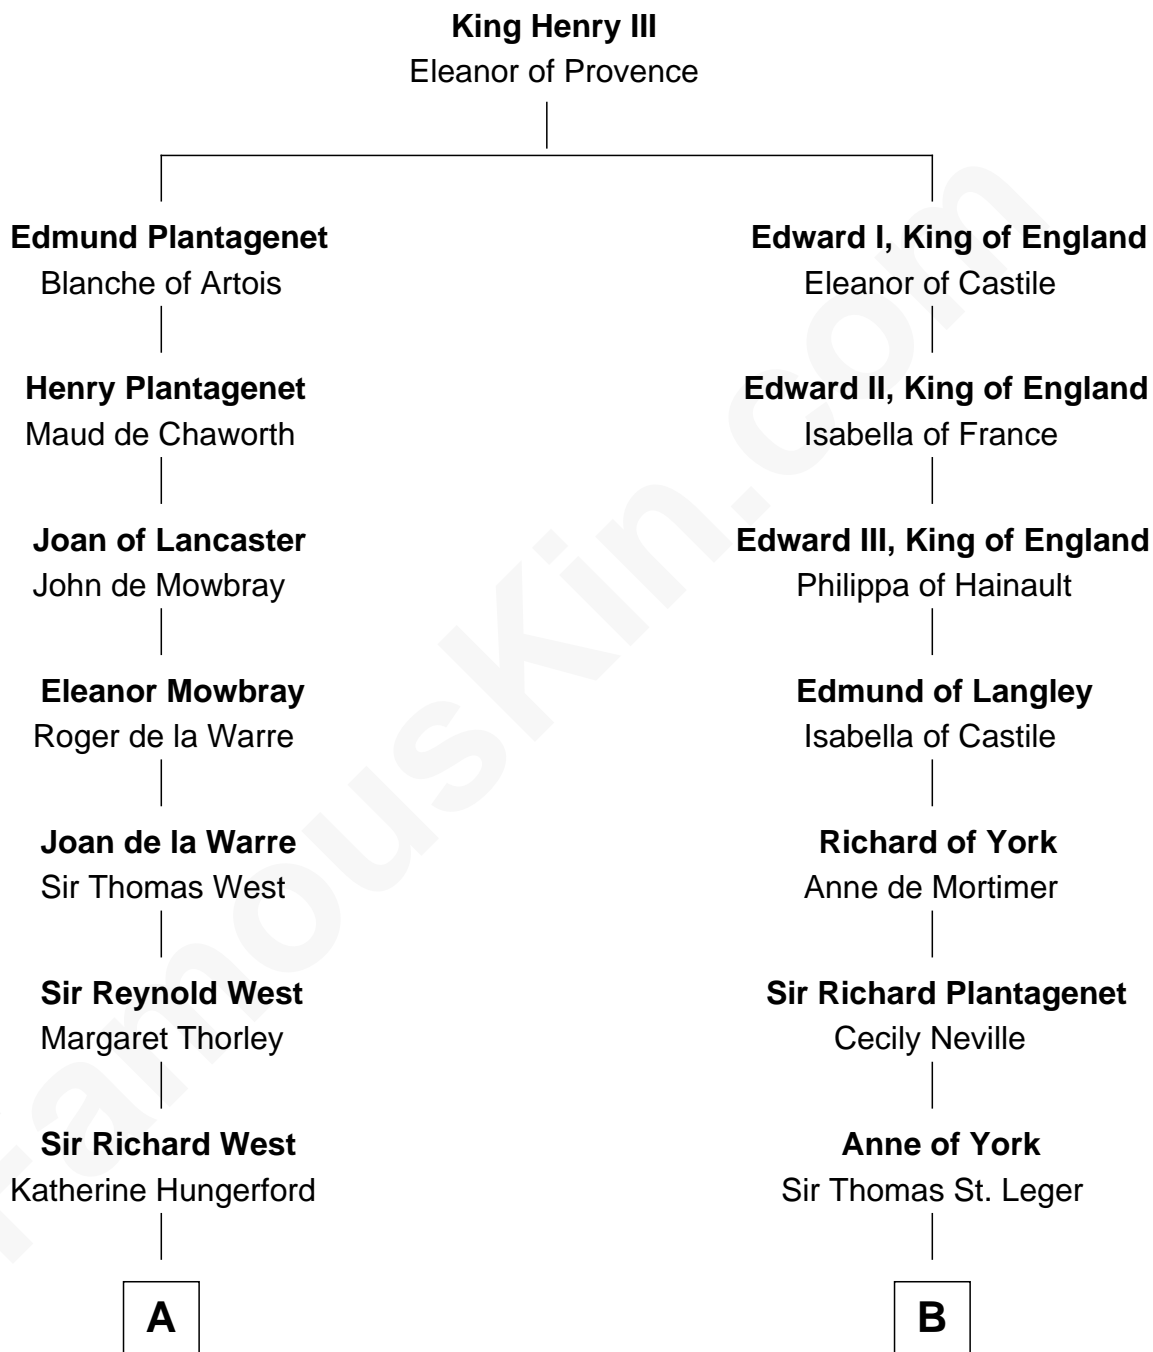 King Henry III
Eleanor of Provence
Edmund Plantagenet
Blanche of Artois
Henry Plantagenet
Maud de Chaworth
Joan of Lancaster
John de Mowbray
Eleanor Mowbray
Roger de la Warre
Joan de la Warre
Sir Thomas West
Sir Reynold West
Margaret Thorley
Sir Richard West
Katherine Hungerford
A
Edward I, King of England
Eleanor of Castile
Edward II, King of England
Isabella of France
Edward III, King of England
Philippa of Hainault
Edmund of Langley
Isabella of Castile
Richard of York
Anne de Mortimer
Sir Richard Plantagenet
Cecily Neville
Anne of York
Sir Thomas St. Leger
B
FamousKin.com